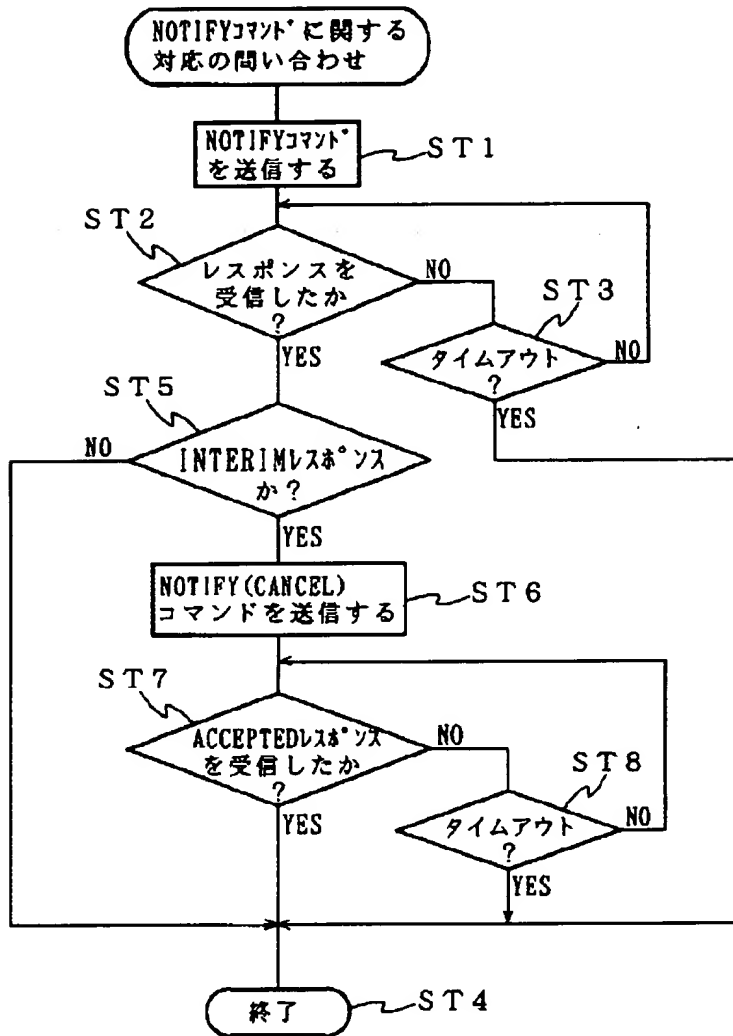 NOTIFYコマンドに関する
対応の問い合わせ
NOTIFYコマンド
を送信する
ST1
ST2
レスポンスを
受信したか
?
NO
YES
ST3
タイムアウト
?
NO
YES
ST5
NO
INTERIMレスポンス
か?
YES
NOTIFY(CANCEL)
コマンドを送信する
ST6
ST7
ACCEPTEDレスポンス
を受信したか
?
NO
YES
ST8
タイムアウト
?
NO
YES
終了
ST4